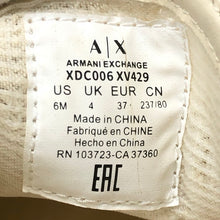 A|X
ARMANI EXCHANGE
XDC006 XV429
US UK EUR CN
6M 4 37 237/80
Made in CHINA
Fabriqué en CHINE
Hecho en CHINA
RN 103723-CA 37360
EAC